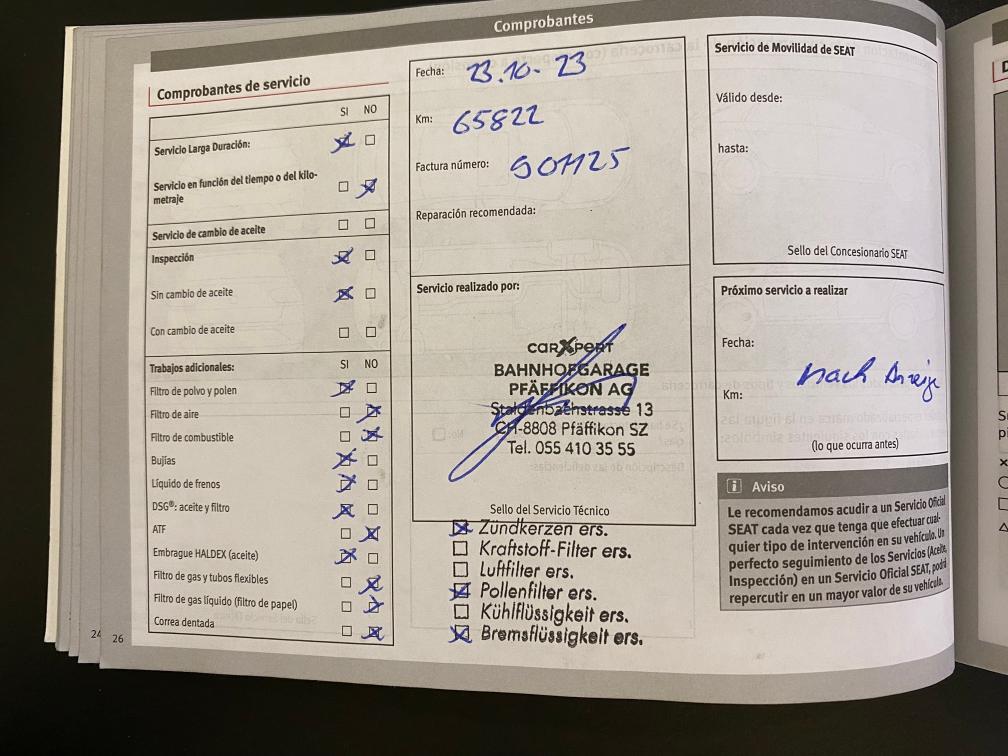 Comprobantes
Comprobantes de servicio
SI NO
Servicio Larga Duración:
Servicio en función del tiempo o del kilo-
metraje
Servicio de cambio de aceite
Inspección
Sin cambio de aceite
Con cambio de aceite
Trabajos adicionales: SI NO
Filtro de polvo y polen
Filtro de aire
Filtro de combustible
Bujías
Líquido de frenos
DSG®: aceite y filtro
ATF
Embrague HALDEX (aceite)
Filtro de gas y tubos flexibles
Filtro de gas líquido (filtro de papel)
Correa dentada
24 26
Fecha: 23.10.-23
Km: 65822
Factura número: 901125
Reparación recomendada:
Servicio realizado por:
carXpert
BAHNHOFGARAGE
PFÄFFIKON AG
Staldenbachstrasse 13
CH-8808 Pfäffikon SZ
Tel. 055 410 35 55
Sello del Servicio Técnico
Zündkerzen ers.
Kraftstoff-Filter ers.
Luftfilter ers.
Pollenfilter ers.
Kühlflüssigkeit ers.
Bremsflüssigkeit ers.
Servicio de Movilidad de SEAT
Válido desde:
hasta:
Sello del Concesionario SEAT
Próximo servicio a realizar
Fecha:
nach Anzeige
Km:
(lo que ocurra antes)
i Aviso
Le recomendamos acudir a un Servicio Oficial
SEAT cada vez que tenga que efectuar cual-
quier tipo de intervención en su vehículo. Un
perfecto seguimiento de los Servicios (Aceite,
Inspección) en un Servicio Oficial SEAT, podrá
repercutir en un mayor valor de su vehículo.